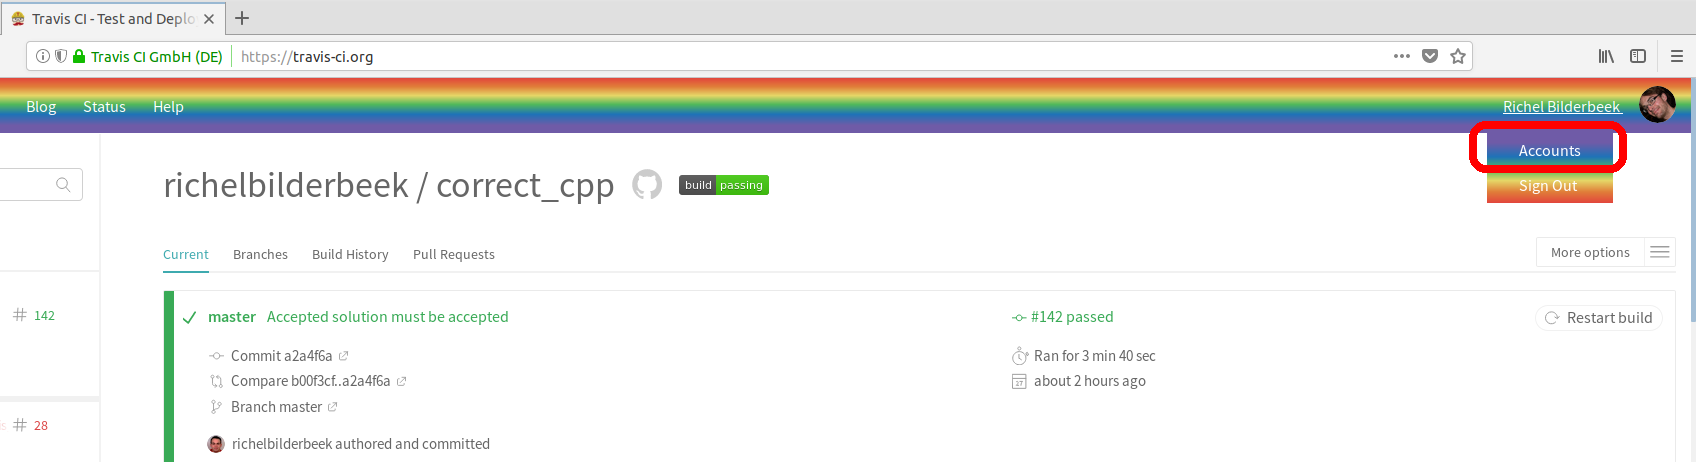 Travis CI - Test and Deplo
Travis CI GmbH (DE) https://travis-ci.org
Blog Status Help Richel Bilderbeek
Accounts
Sign Out
richelbilderbeek / correct_cpp build passing
Current Branches Build History Pull Requests More options
# 142
master Accepted solution must be accepted #142 passed Restart build
Commit a2a4f6a Ran for 3 min 40 sec
Compare b00f3cf..a2a4f6a 17 about 2 hours ago
Branch master
# 28
richelbilderbeek authored and committed